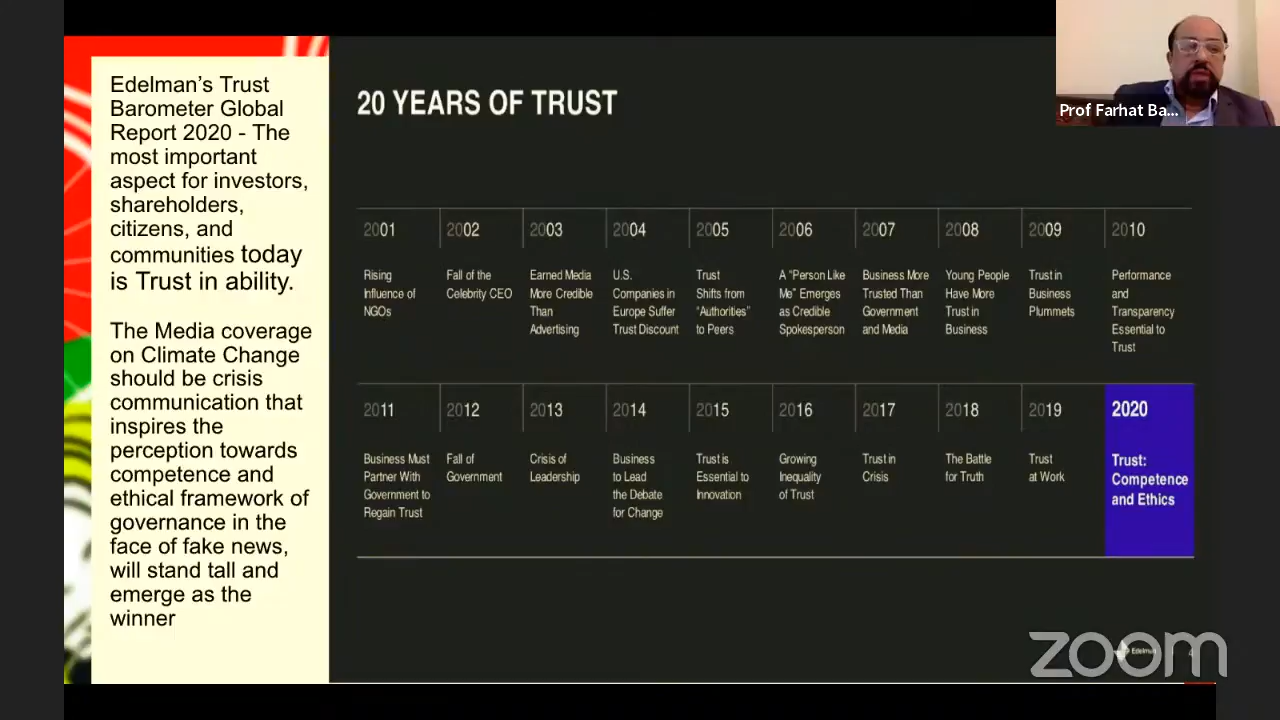 Edelman’s Trust
Barometer Global
Report 2020 - The
most important
aspect for investors,
shareholders,
citizens, and
communities today
is Trust in ability.
The Media coverage
on Climate Change
should be crisis
communication that
inspires the
perception towards
competence and
ethical framework of
governance in the
face of fake news,
will stand tall and
emerge as the
winner
20 YEARS OF TRUST
2001
Rising
Influence of
NGOs
2002
Fall of the
Celebrity CEO
2003
Earned Media
More Credible
Than
Advertising
2004
U.S.
Companies in
Europe Suffer
Trust Discount
2005
Trust
Shifts from
“Authorities”
to Peers
2006
A “Person Like
Me” Emerges
as Credible
Spokesperson
2007
Business More
Trusted Than
Government
and Media
2008
Young People
Have More
Trust in
Business
2009
Trust in
Business
Plummets
2010
Performance
and
Transparency
Essential to
Trust
2011
Business Must
Partner With
Government to
Regain Trust
2012
Fall of
Government
2013
Crisis of
Leadership
2014
Business
to Lead
the Debate
for Change
2015
Trust is
Essential to
Innovation
2016
Growing
Inequality
of Trust
2017
Trust in
Crisis
2018
The Battle
for Truth
2019
Trust
at Work
2020
Trust:
Competence
and Ethics
Prof Farhat Ba...
Edelman
zoom